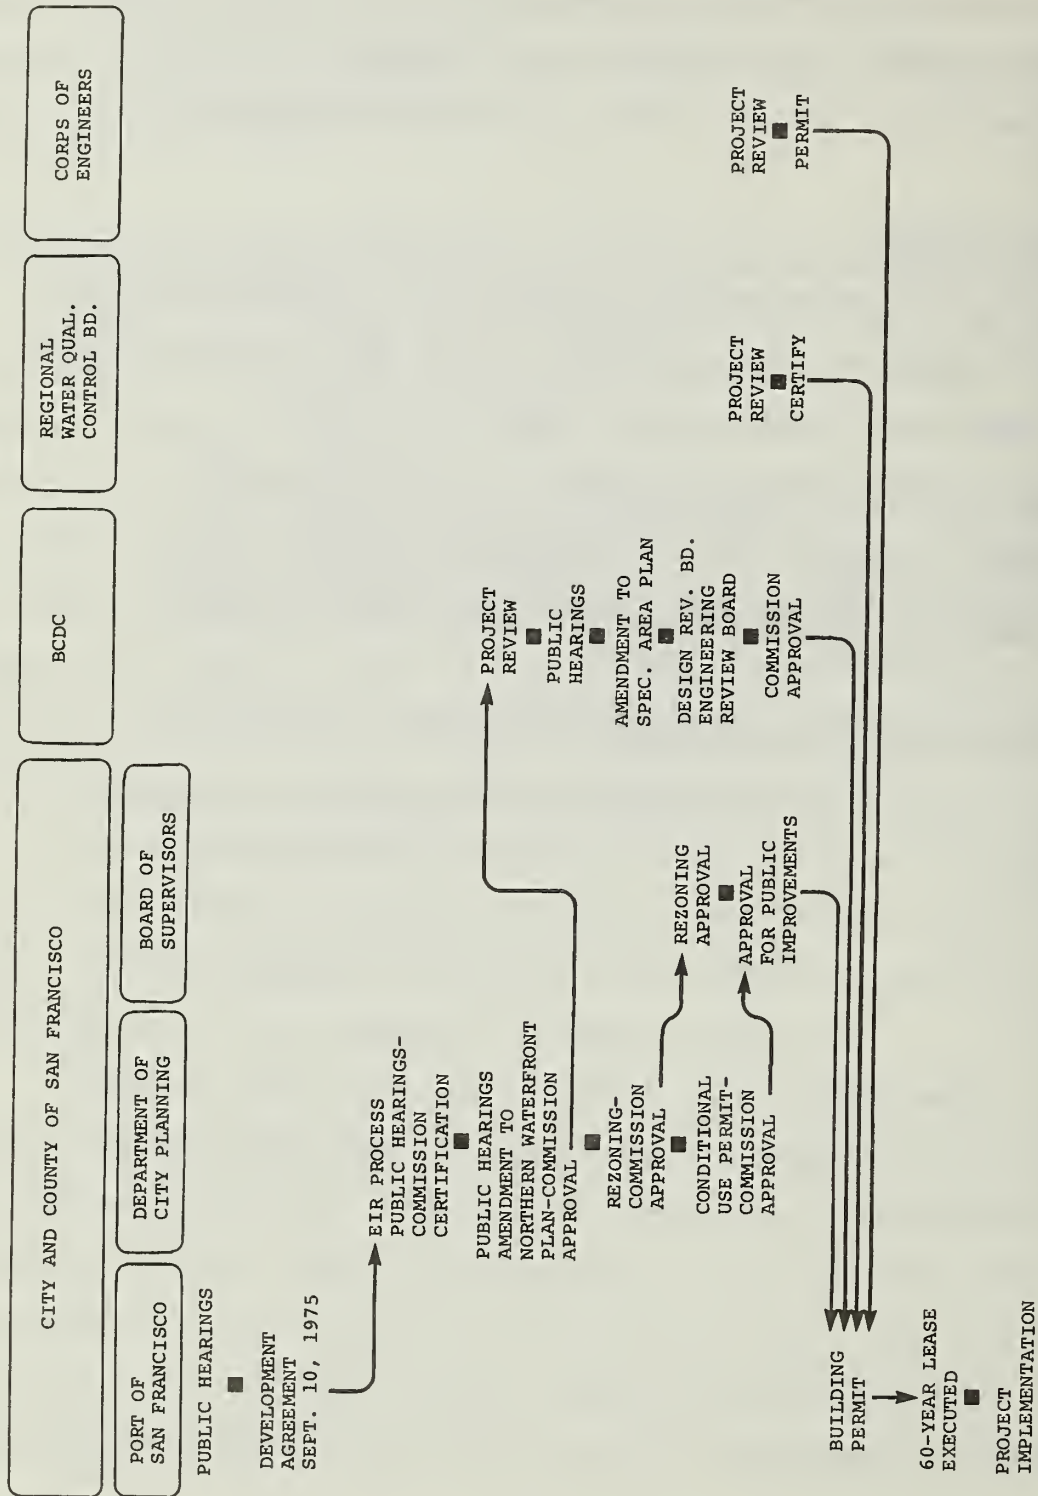 CITY AND COUNTY OF SAN FRANCISCO
BCDC
REGIONAL
WATER QUAL.
CONTROL BD.
CORPS OF
ENGINEERS
PORT OF
SAN FRANCISCO
DEPARTMENT OF
CITY PLANNING
BOARD OF
SUPERVISORS
PUBLIC HEARINGS
DEVELOPMENT
AGREEMENT
SEPT. 10, 1975
EIR PROCESS
PUBLIC HEARINGS-
COMMISSION
CERTIFICATION
PUBLIC HEARINGS
AMENDMENT TO
NORTHERN WATERFRONT
PLAN-COMMISSION
APPROVAL
REZONING-
COMMISSION
APPROVAL
CONDITIONAL
USE PERMIT-
COMMISSION
APPROVAL
REZONING
APPROVAL
APPROVAL
FOR PUBLIC
IMPROVEMENTS
PROJECT
REVIEW
PUBLIC
HEARINGS
AMENDMENT TO
SPEC. AREA PLAN
DESIGN REV. BD.
ENGINEERING
REVIEW BOARD
COMMISSION
APPROVAL
PROJECT
REVIEW
CERTIFY
PROJECT
REVIEW
PERMIT
BUILDING
PERMIT
60-YEAR LEASE
EXECUTED
PROJECT
IMPLEMENTATION